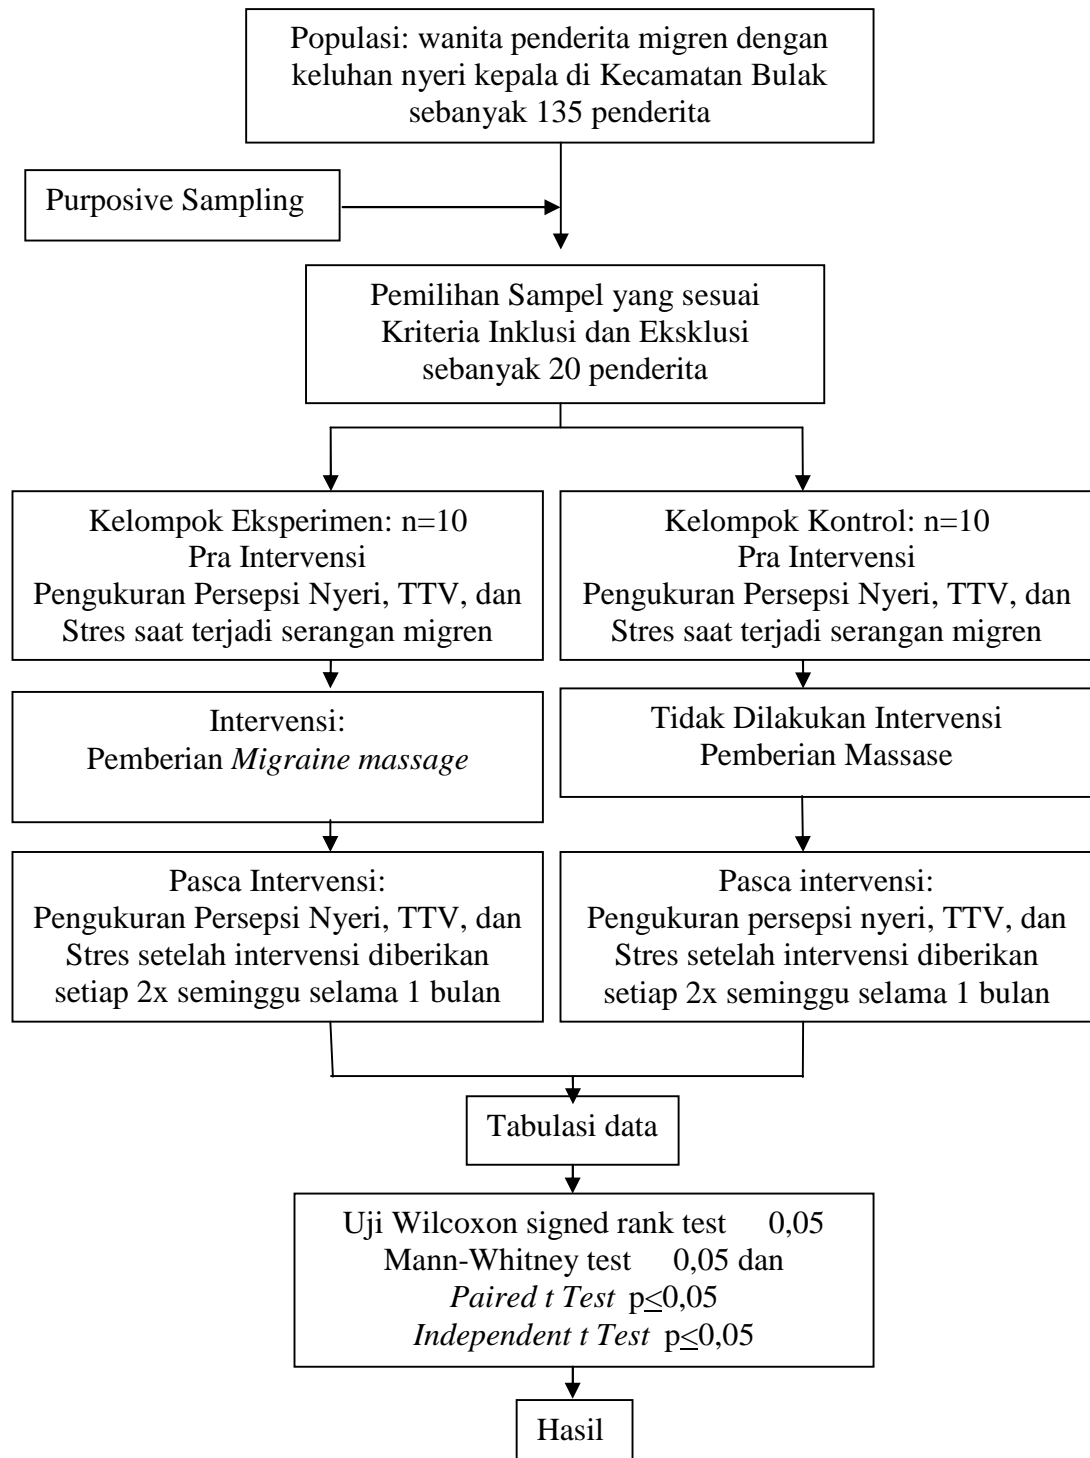 Populasi: wanita penderita migren dengan
keluhan nyeri kepala di Kecamatan Bulak
sebanyak 135 penderita
Purposive Sampling
Pemilihan Sampel yang sesuai
Kriteria Inklusi dan Eksklusi
sebanyak 20 penderita
Kelompok Eksperimen: n=10
Pra Intervensi
Pengukuran Persepsi Nyeri, TTV, dan
Stres saat terjadi serangan migren
Kelompok Kontrol: n=10
Pra Intervensi
Pengukuran Persepsi Nyeri, TTV, dan
Stres saat terjadi serangan migren
Intervensi:
Pemberian Migraine massage
Tidak Dilakukan Intervensi
Pemberian Massase
Pasca Intervensi:
Pengukuran Persepsi Nyeri, TTV, dan
Stres setelah intervensi diberikan
setiap 2x seminggu selama 1 bulan
Pasca intervensi:
Pengukuran persepsi nyeri, TTV, dan
Stres setelah intervensi diberikan
setiap 2x seminggu selama 1 bulan
Tabulasi data
Uji Wilcoxon signed rank test 0,05
Mann-Whitney test 0,05 dan
Paired t Test p≤0,05
Independent t Test p≤0,05
Hasil